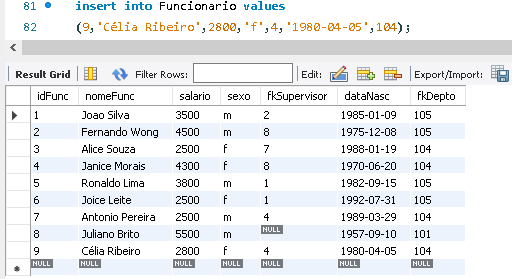 81 insert into Funcionario values
82 (9,'Célia Ribeiro',2800,'f',4,'1980-04-05',104);
Result Grid Filter Rows: Edit: Export/Import:
idFunc nomeFunc salario sexo fkSupervisor dataNasc fkDepto
1 Joao Silva 3500 m 2 1985-01-09 105
2 Fernando Wong 4500 m 8 1975-12-08 105
3 Alice Souza 2500 f 7 1988-01-19 104
4 Janice Morais 4300 f 8 1970-06-20 104
5 Ronaldo Lima 3800 m 1 1982-09-15 105
6 Joice Leite 2500 f 1 1992-07-31 105
7 Antonio Pereira 2500 m 4 1989-03-29 104
8 Juliano Brito 5500 m NULL 1957-09-10 101
9 Célia Ribeiro 2800 f 4 1980-04-05 104
NULL NULL NULL NULL NULL NULL NULL